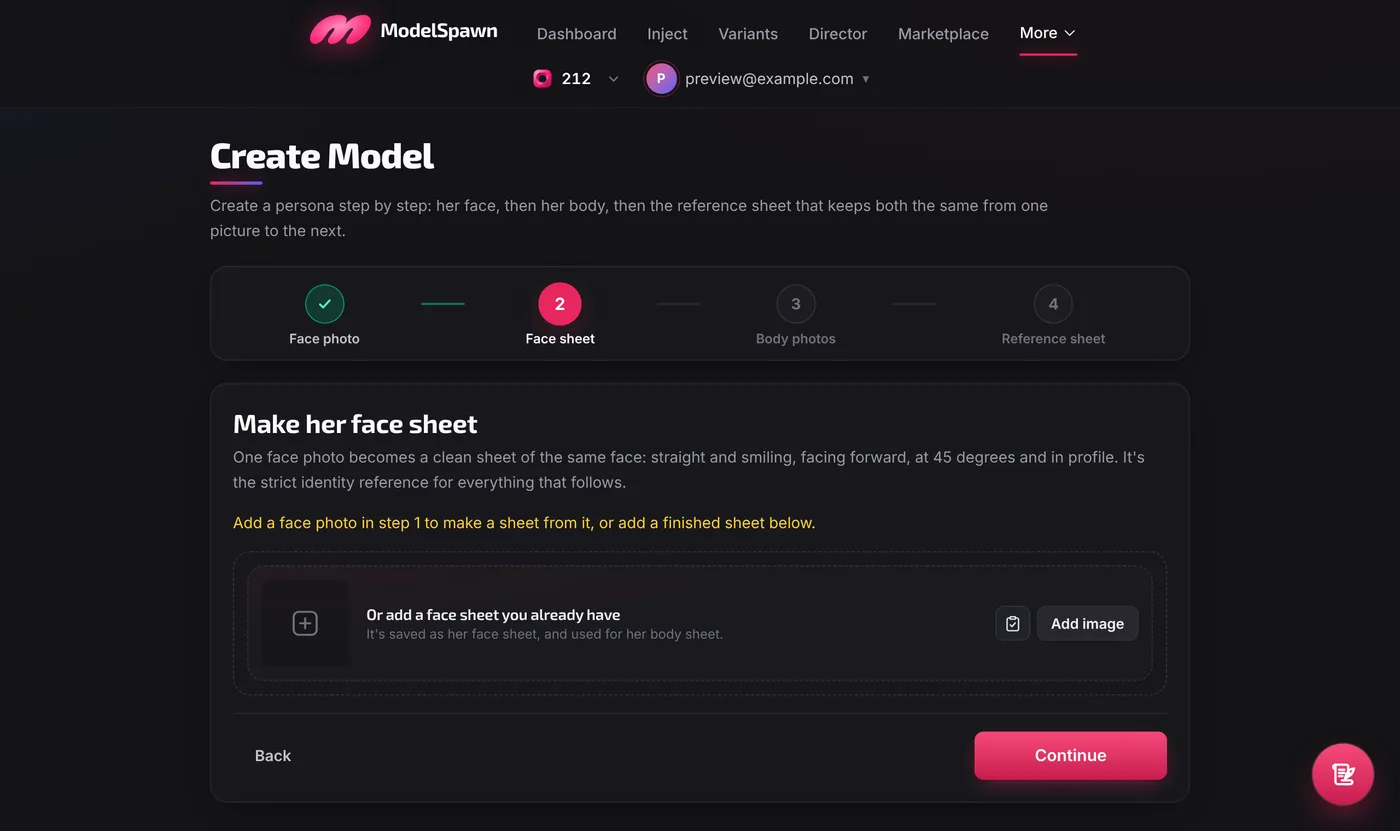 ModelSpawn
Dashboard
Inject
Variants
Director
Marketplace
More
212
P
preview@example.com
Create Model
Create a persona step by step: her face, then her body, then the reference sheet that keeps both the same from one
picture to the next.
Face photo
2
Face sheet
3
Body photos
4
Reference sheet
Make her face sheet
One face photo becomes a clean sheet of the same face: straight and smiling, facing forward, at 45 degrees and in profile. It's
the strict identity reference for everything that follows.
Add a face photo in step 1 to make a sheet from it, or add a finished sheet below.
Or add a face sheet you already have
It's saved as her face sheet, and used for her body sheet.
Add image
Back
Continue